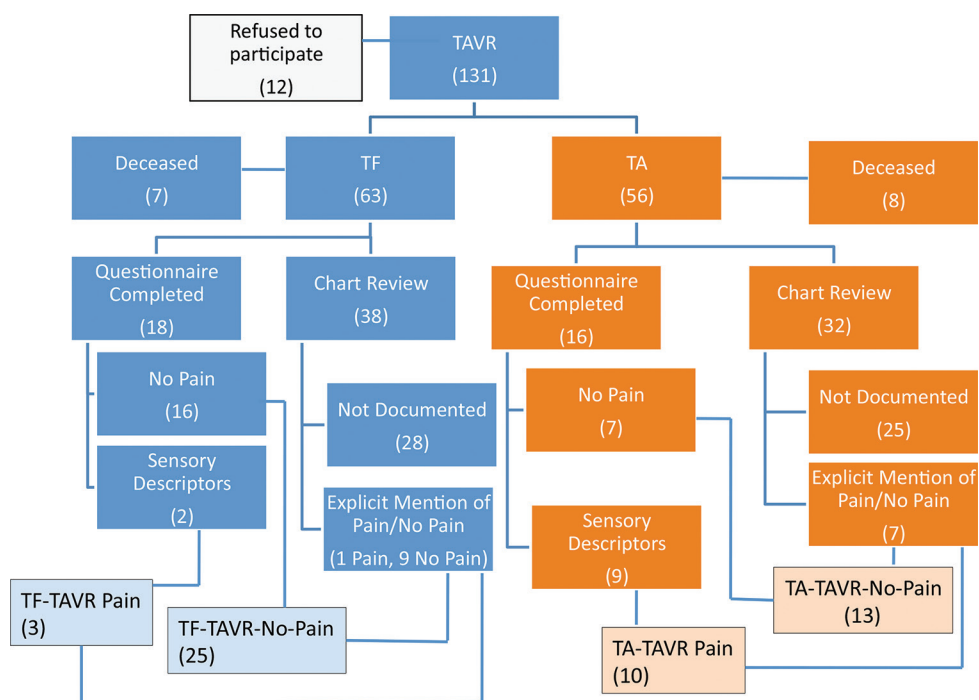 Refused to
participate
(12)
TAVR
(131)
Deceased
(7)
TF
(63)
TA
(56)
Deceased
(8)
Questionnaire
Completed
(18)
Chart Review
(38)
Questionnaire
Completed
(16)
Chart Review
(32)
No Pain
(16)
Not Documented
(28)
No Pain
(7)
Not Documented
(25)
Sensory
Descriptors
(2)
Explicit Mention of
Pain/No Pain
(1 Pain, 9 No Pain)
Sensory
Descriptors
(9)
Explicit Mention of
Pain/No Pain
(7)
TF-TAVR Pain
(3)
TF-TAVR-No-Pain
(25)
TA-TAVR Pain
(10)
TA-TAVR-No-Pain
(13)